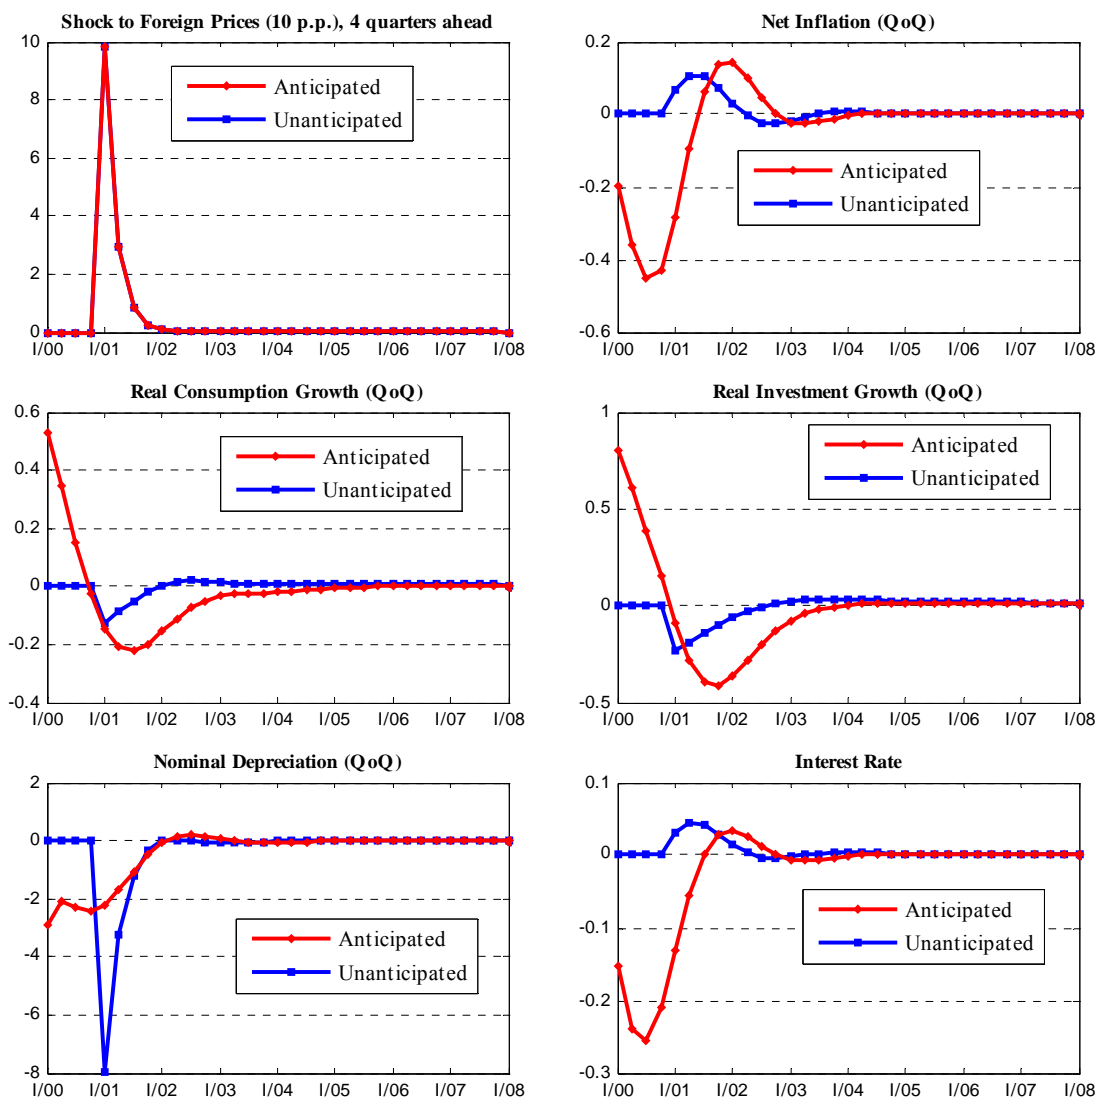 Shock to Foreign Prices (10 p.p.), 4 quarters ahead
10
8
6
4
2
0
I/00 I/01 I/02 I/03 I/04 I/05 I/06 I/07 I/08
Anticipated
Unanticipated
Net Inflation (QoQ)
0.2
0
-0.2
-0.4
-0.6
I/00 I/01 I/02 I/03 I/04 I/05 I/06 I/07 I/08
Anticipated
Unanticipated
Real Consumption Growth (QoQ)
0.6
0.4
0.2
0
-0.2
-0.4
I/00 I/01 I/02 I/03 I/04 I/05 I/06 I/07 I/08
Anticipated
Unanticipated
Real Investment Growth (QoQ)
1
0.5
0
-0.5
I/00 I/01 I/02 I/03 I/04 I/05 I/06 I/07 I/08
Anticipated
Unanticipated
Nominal Depreciation (QoQ)
2
0
-2
-4
-6
-8
I/00 I/01 I/02 I/03 I/04 I/05 I/06 I/07 I/08
Anticipated
Unanticipated
Interest Rate
0.1
0
-0.1
-0.2
-0.3
I/00 I/01 I/02 I/03 I/04 I/05 I/06 I/07 I/08
Anticipated
Unanticipated